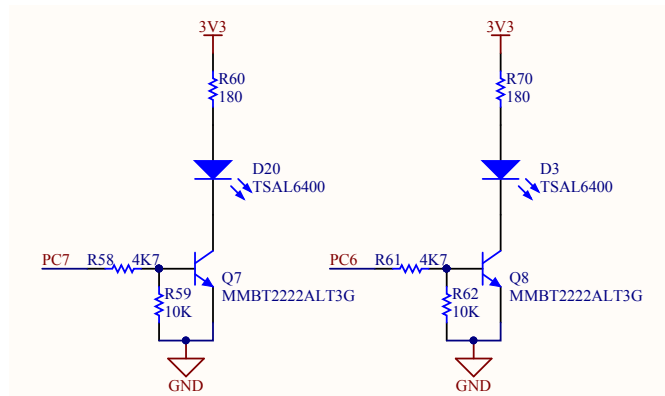 3V3
R60
180
D20
TSAL6400
PC7
R58
4K7
R59
10K
Q7
MMBT2222ALT3G
GND
3V3
R70
180
D3
TSAL6400
PC6
R61
4K7
R62
10K
Q8
MMBT2222ALT3G
GND